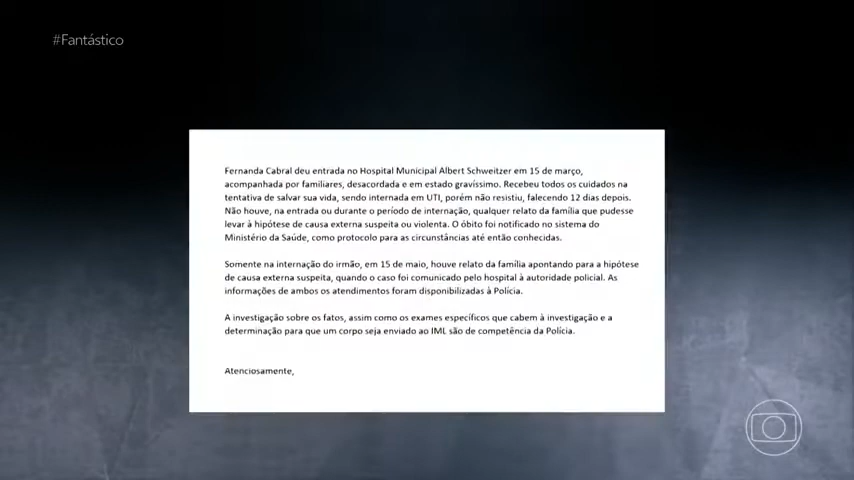 #Fantástico
Fernanda Cabral deu entrada no Hospital Municipal Albert Schweitzer em 15 de março,
acompanhada por familiares, desacordada e em estado gravíssimo. Recebeu todos os cuidados na
tentativa de salvar sua vida, sendo internada em UTI, porém não resistiu, falecendo 12 dias depois.
Não houve, na entrada ou durante o período de internação, qualquer relato da família que pudesse
levar à hipótese de causa externa suspeita ou violenta. O óbito foi notificado no sistema do
Ministério da Saúde, como protocolo para as circunstâncias até então conhecidas.
Somente na internação do irmão, em 15 de maio, houve relato da família apontando para a hipótese
de causa externa suspeita, quando o caso foi comunicado pelo hospital à autoridade policial. As
informações de ambos os atendimentos foram disponibilizadas à Polícia.
A investigação sobre os fatos, assim como os exames específicos que cabem à investigação e a
determinação para que um corpo seja enviado ao IML são de competência da Polícia.
Atenciosamente,